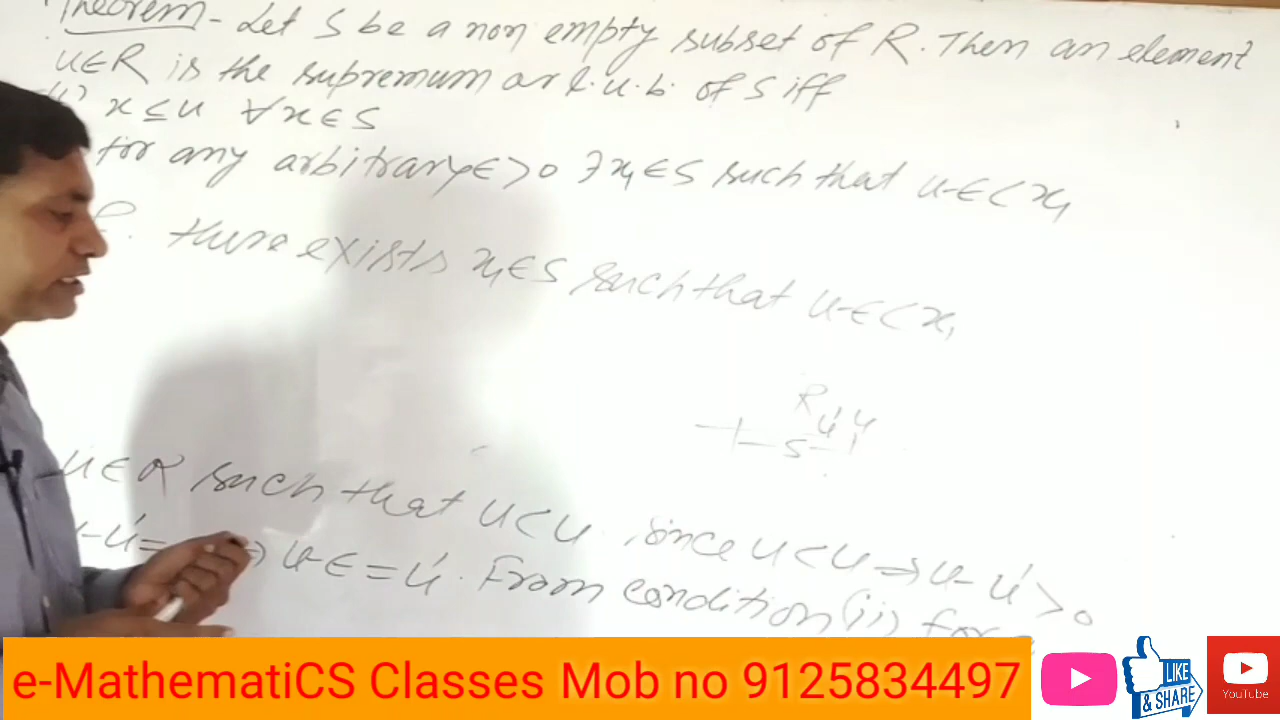 Theorem - Let S be a non empty subset of R. Then an element
u∈R is the supremum or l.u.b. of S iff
x ≤ u ∀x∈S
for any arbitrary ∈>0 ∃x₁∈S such that u-∈<x₁
there exists x₁∈S such that u-∈<x₁
R
u' u
S
u∈R such that u<u. since u<u ⇒ u-u'>0
-u'= ⇒ u-∈=u'. From condition (ii) for
e-MathematiCS Classes Mob no 9125834497
LIKE
& SHARE
YouTube